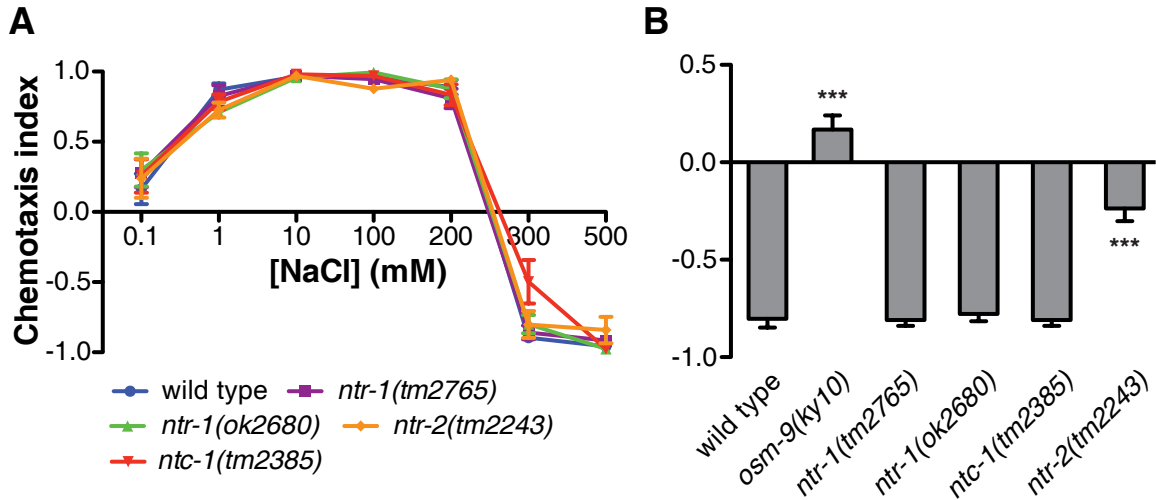 A
Chemotaxis index
1.0
0.5
0.0
-0.5
-1.0
0.1 1 10 100 200 300 500
[NaCl] (mM)
wild type ntr-1(tm2765)
ntr-1(ok2680) ntr-2(tm2243)
ntc-1(tm2385)
B
0.5
0.0
-0.5
-1.0
***
***
wild type
osm-9(ky10)
ntr-1(tm2765)
ntr-1(ok2680)
ntc-1(tm2385)
ntr-2(tm2243)